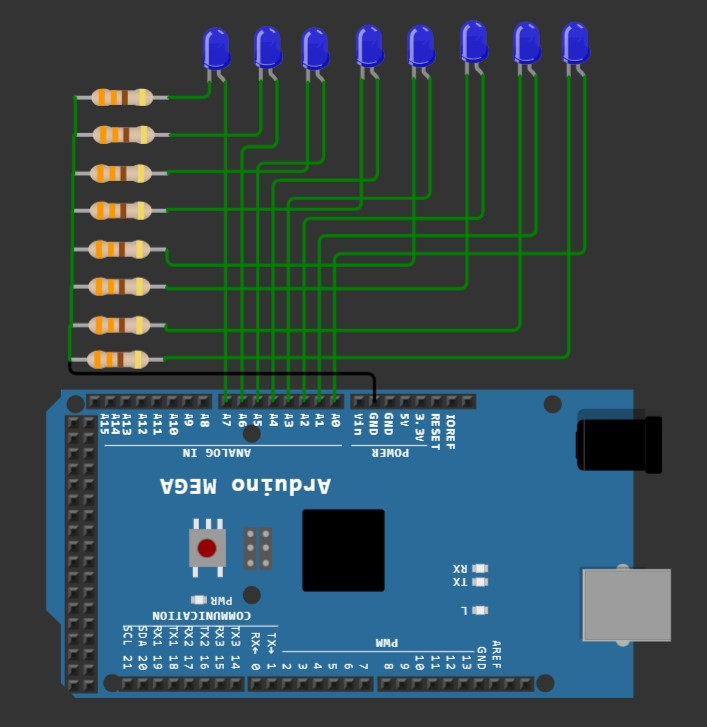 A15 A14 A13 A12 A11 A10 A9 A8 A7 A6 A5 A4 A3 A2 A1 A0 Vin GND GND 5V 3.3V RESET IOREF
ANALOG IN POWER
Arduino MEGA
RX
TX
PWR
L
COMMUNICATION
SCL 21 SDA 20 RX1 19 TX1 18 RX2 17 TX2 16 RX3 15 TX3 14 RX← 0 TX→ 1 2 3 4 5 6 7 8 9 10 11 12 13 GND AREF
PWM